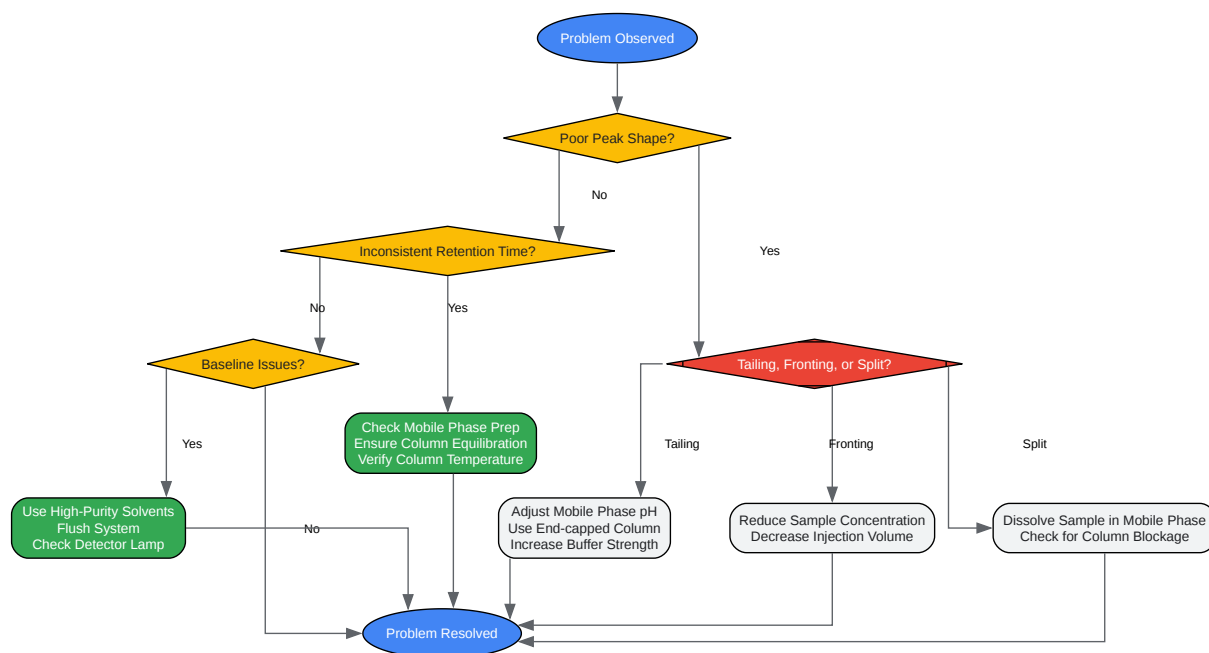 Problem Observed
Poor Peak Shape?
No
Inconsistent Retention Time?
Yes
No
Yes
Baseline Issues?
Tailing, Fronting, or Split?
Check Mobile Phase Prep
Ensure Column Equilibration
Verify Column Temperature
Yes
Tailing
Fronting
Split
Use High-Purity Solvents
Flush System
Check Detector Lamp
No
Adjust Mobile Phase pH
Use End-capped Column
Increase Buffer Strength
Reduce Sample Concentration
Decrease Injection Volume
Dissolve Sample in Mobile Phase
Check for Column Blockage
Problem Resolved